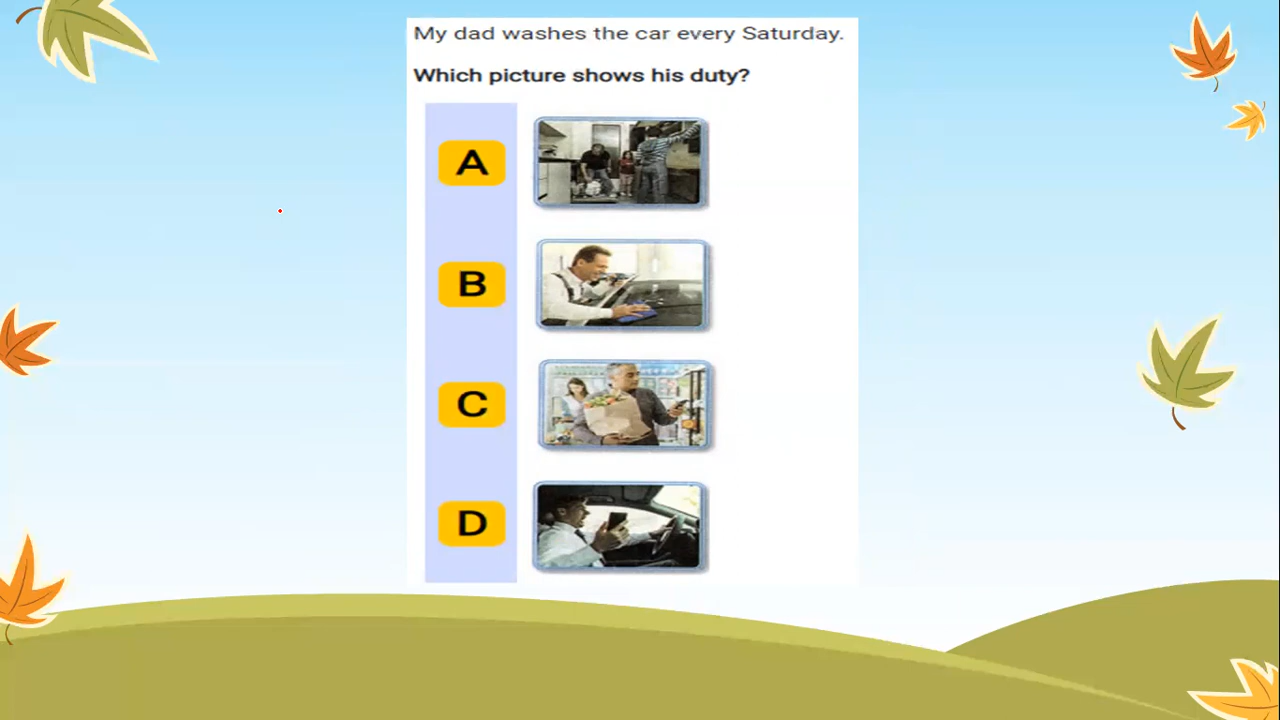 My dad washes the car every Saturday.
Which picture shows his duty?
A
B
C
D